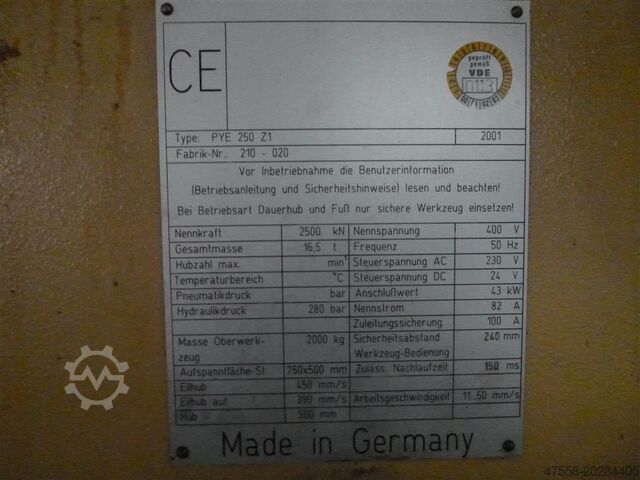 CE
geprüft
gemäß
VDE
0113
Type: PYE 250 Z1 2001
Fabrik-Nr.: 210 - 020
Vor Inbetriebnahme die Benutzerinformation
(Betriebsanleitung und Sicherheitshinweise) lesen und beachten!
Bei Betriebsart Dauerhub und Fuß nur sichere Werkzeug einsetzen!
Nennkraft 2500 kN Nennspannung 400 V
Gesamtmasse 16,5 t Frequenz 50 Hz
Hubzahl max. min¹ Steuerspannung AC 230 V
Temperaturbereich °C Steuerspannung DC 24 V
Pneumatikdruck bar Anschlußwert 43 kW
Hydraulikdruck 280 bar Nennstrom 82 A
Zuleitungssicherung 100 A
Masse Oberwerk- 2000 kg Sicherheitsabstand 240 mm
zeug Werkzeug-Bedienung
Aufspannfläche-St 750x500 mm Zuläss. Nachlaufzeit 150 ms
Eilhub 450 mm/s
Eilhub auf 390 mm/s Arbeitsgeschwindigkeit 11..50 mm/s
Hub 500 mm
Made in Germany
47558-20284405